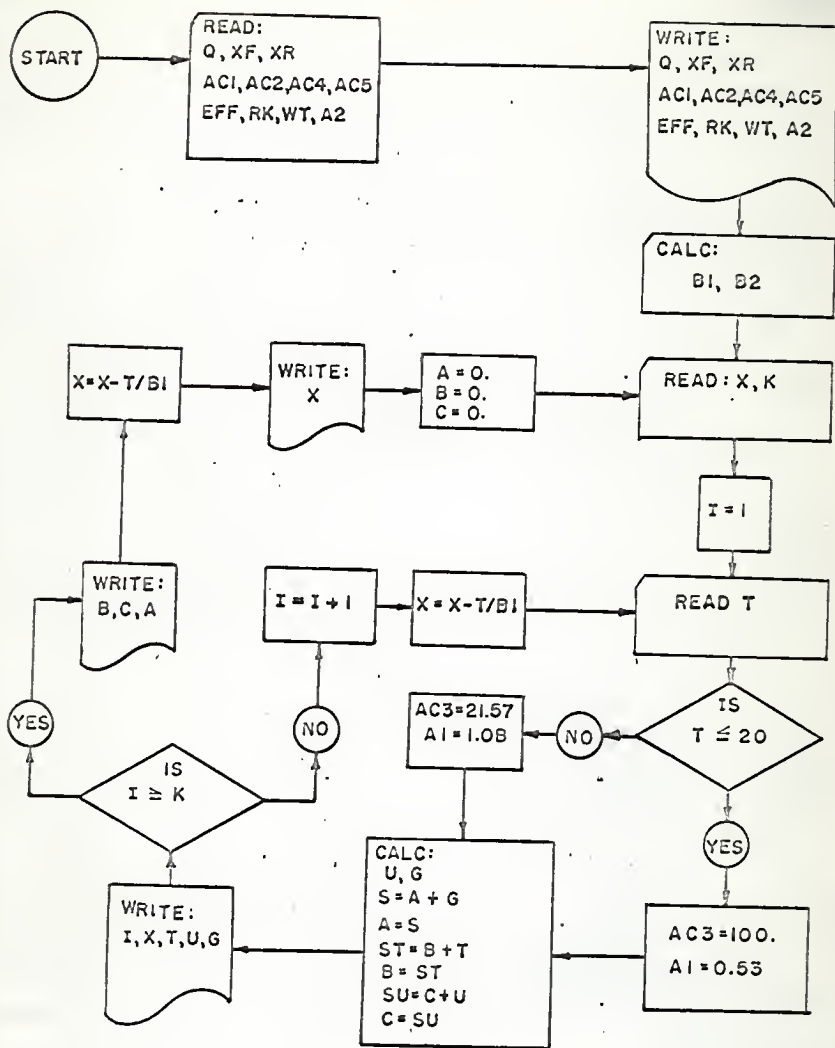 START
READ:
Q, XF, XR
AC1, AC2, AC4, AC5
EFF, RK, WT, A2
WRITE:
Q, XF, XR
AC1, AC2, AC4, AC5
EFF, RK, WT, A2
CALC:
B1, B2
X=X-T/B1
WRITE:
X
A = 0.
B = 0.
C = 0.
READ: X, K
I = 1
WRITE:
B, C, A
I = I + 1
X=X-T/B1
READ T
YES
NO
AC3=21.57
A1=1.08
NO
IS
T ≤ 20
IS
I ≥ K
YES
WRITE:
I, X, T, U, G
CALC:
U, G
S=A + G
A=S
ST=B+T
B= ST
SU=C+U
C=SU
AC3=100.
A1=0.53